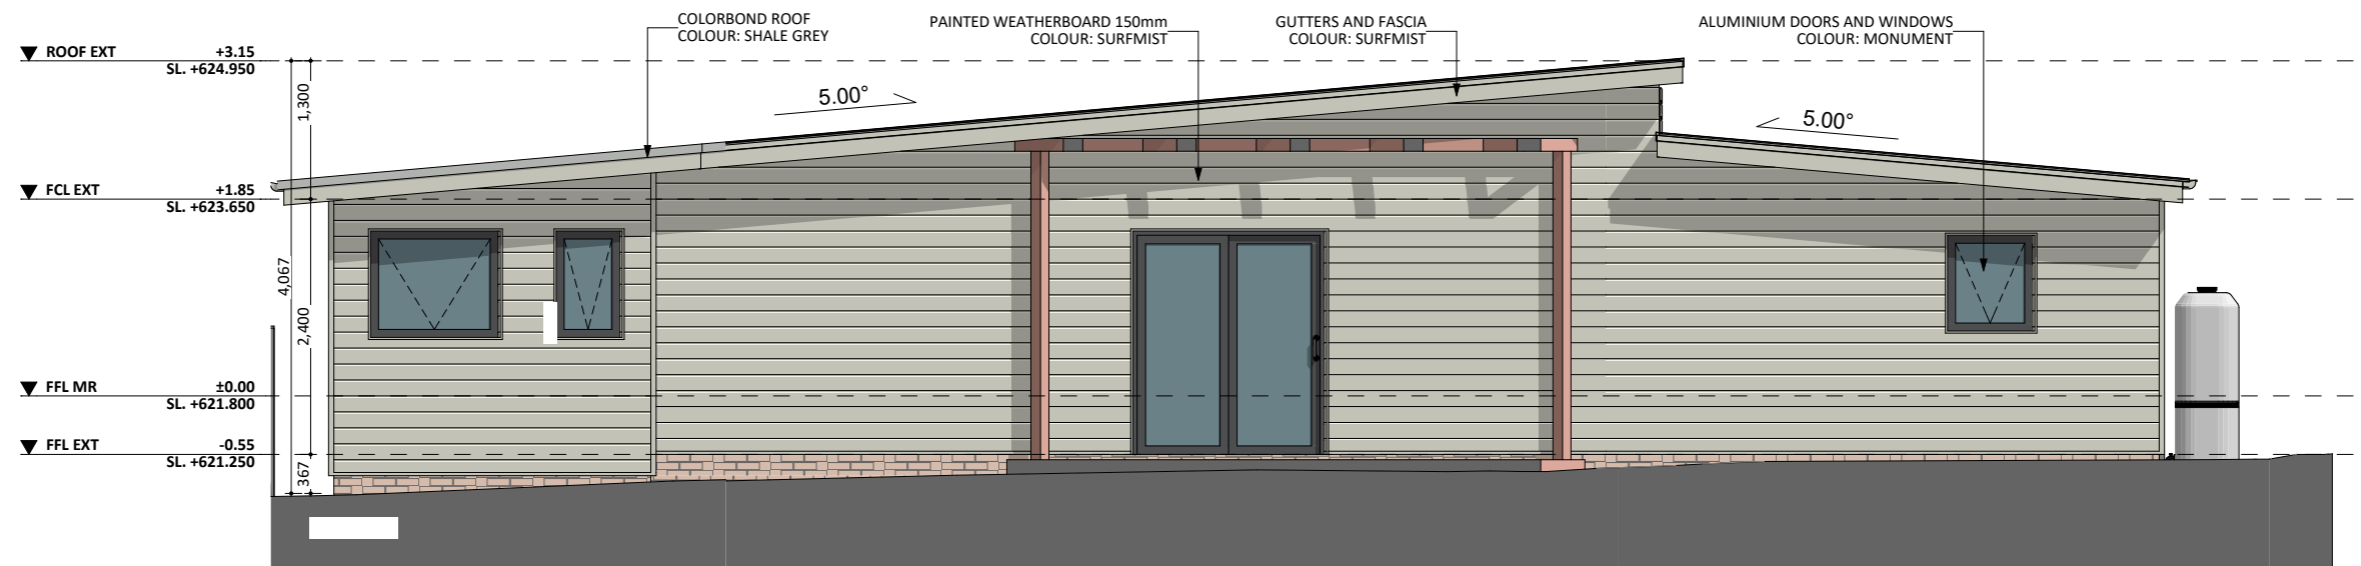 COLORBOND ROOF
COLOUR: SHALE GREY
PAINTED WEATHERBOARD 150mm
COLOUR: SURFMIST
GUTTERS AND FASCIA
COLOUR: SURFMIST
ALUMINIUM DOORS AND WINDOWS
COLOUR: MONUMENT
ROOF EXT +3.15
SL. +624.950
1,300
5.00°
5.00°
FCL EXT +1.85
SL. +623.650
4,067
2,400
FFL MR ±0.00
SL. +621.800
FFL EXT -0.55
SL. +621.250
367